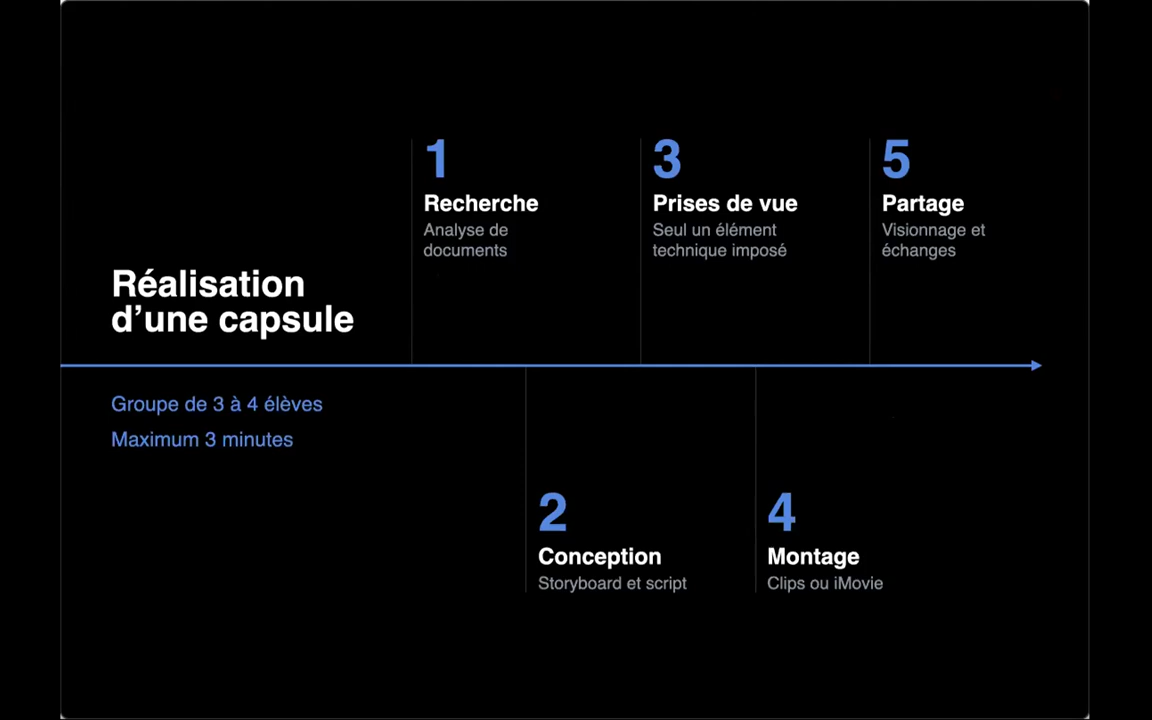 Réalisation
d’une capsule
Groupe de 3 à 4 élèves
Maximum 3 minutes
1
Recherche
Analyse de
documents
2
Conception
Storyboard et script
3
Prises de vue
Seul un élément
technique imposé
4
Montage
Clips ou iMovie
5
Partage
Visionnage et
échanges